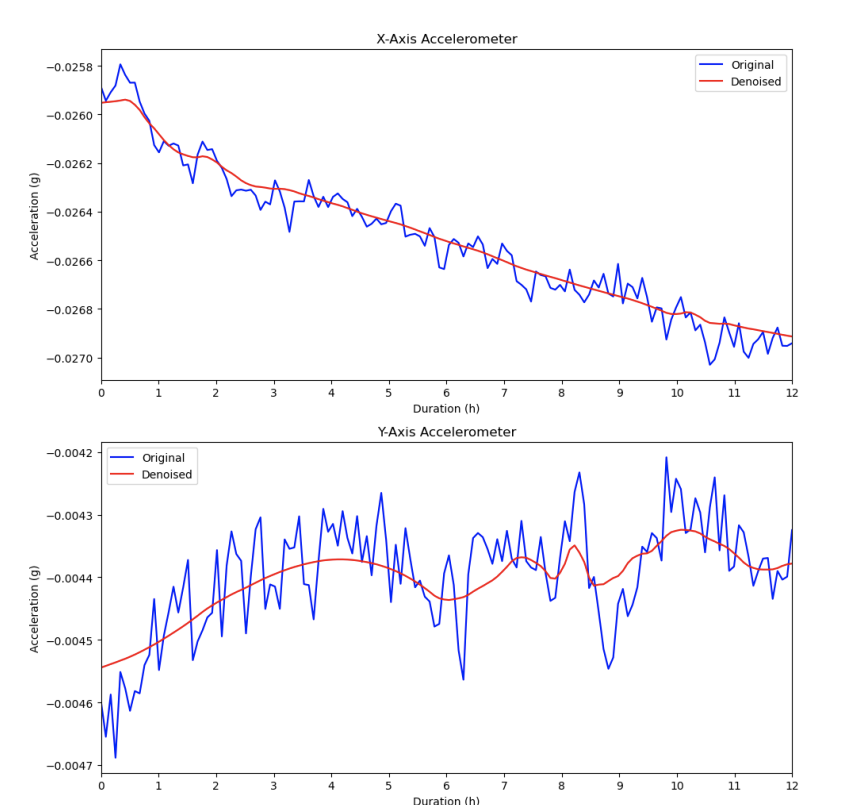 X-Axis Accelerometer
Original
Denoised
−0.0258
−0.0260
−0.0262
−0.0264
−0.0266
−0.0268
−0.0270
Acceleration (g)
0 1 2 3 4 5 6 7 8 9 10 11 12
Duration (h)
Y-Axis Accelerometer
Original
Denoised
−0.0042
−0.0043
−0.0044
−0.0045
−0.0046
−0.0047
Acceleration (g)
0 1 2 3 4 5 6 7 8 9 10 11 12
Duration (h)